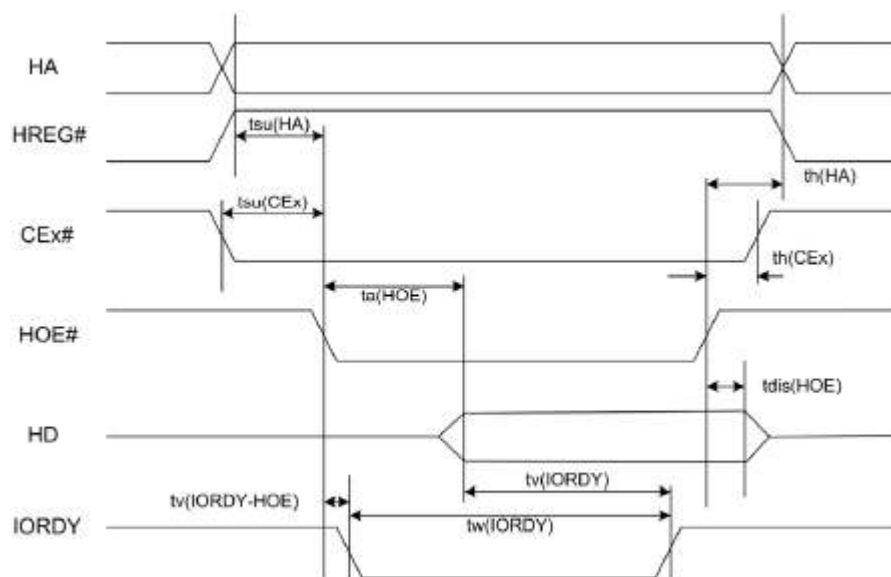 HA
HREG#
tsu(HA)
th(HA)
tsu(CEx)
CEx#
th(CEx)
ta(HOE)
HOE#
tdis(HOE)
HD
tv(IORDY-HOE)
tv(IORDY)
IORDY
tw(IORDY)